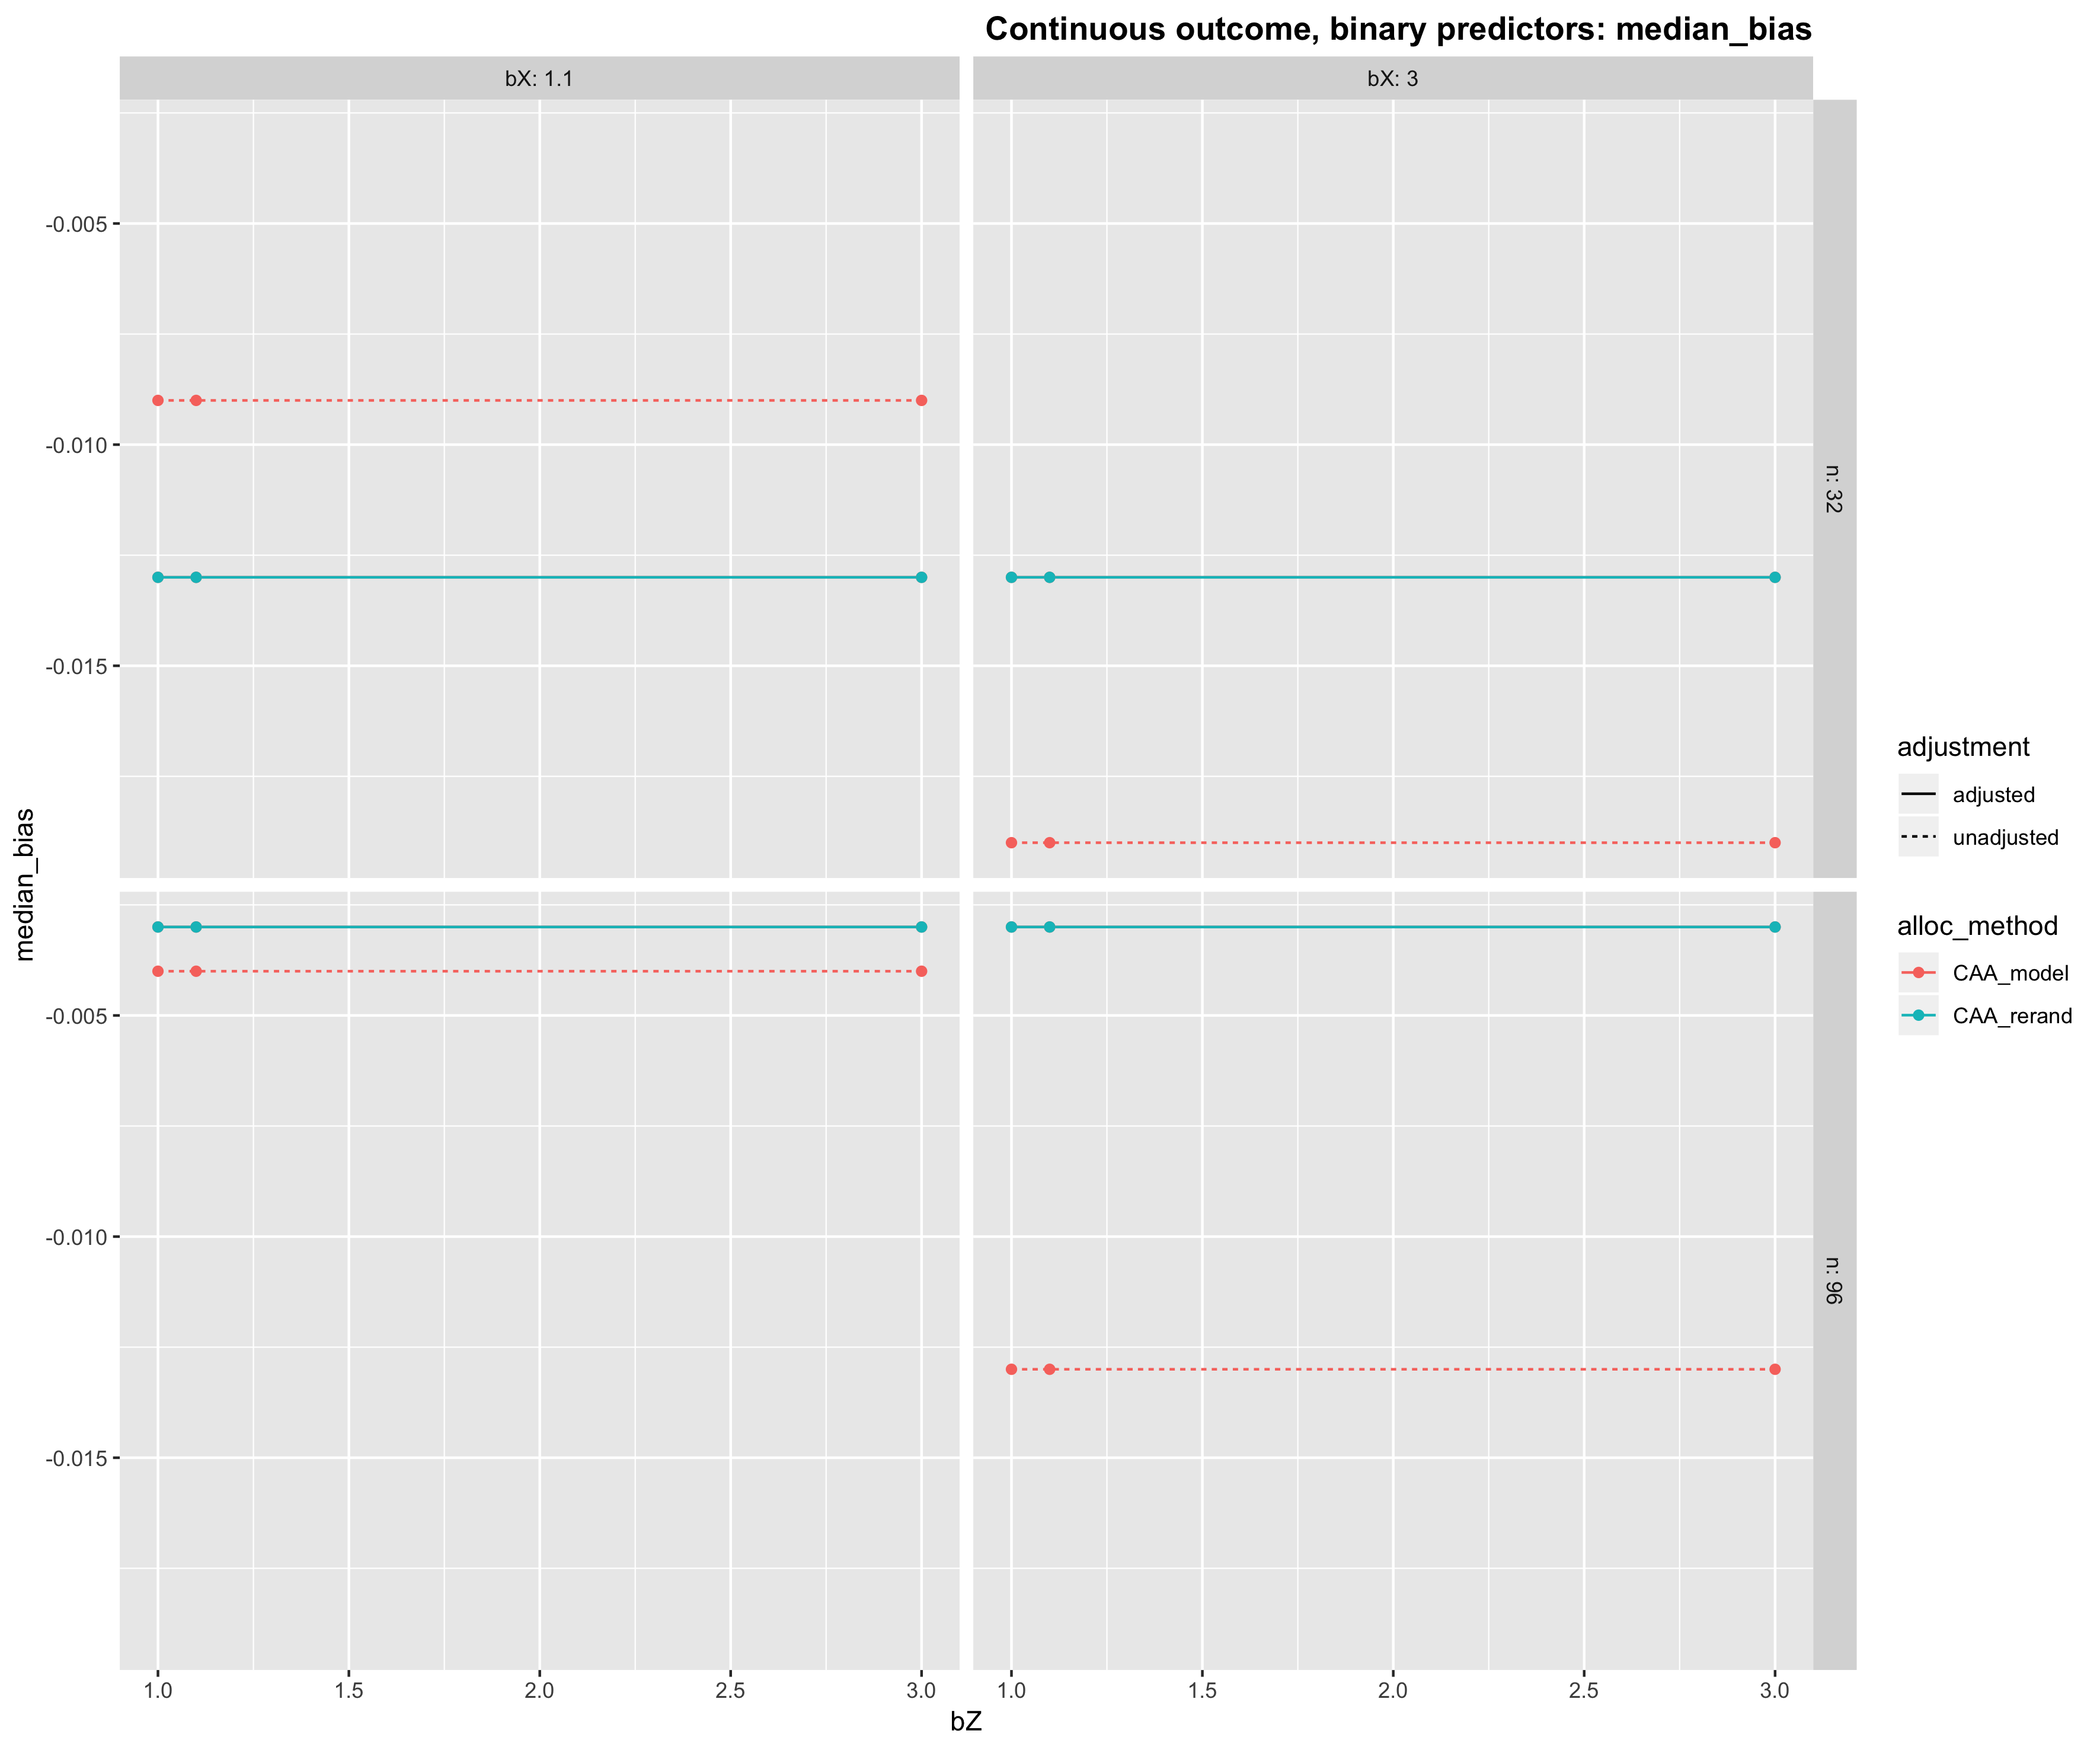 Continuous outcome, binary predictors: median_bias
bX: 1.1
bX: 3
-0.005
-0.010
-0.015
n: 32
-0.005
-0.010
-0.015
n: 96
median_bias
1.0
1.5
2.0
2.5
3.0
1.0
1.5
2.0
2.5
3.0
bZ
adjustment
adjusted
unadjusted
alloc_method
CAA_model
CAA_rerand